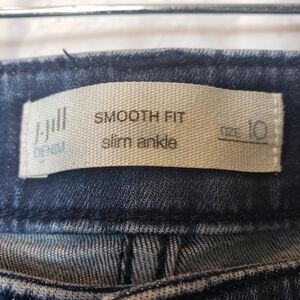 J.Jill
DENIM
SMOOTH FIT
slim ankle
SIZE 10